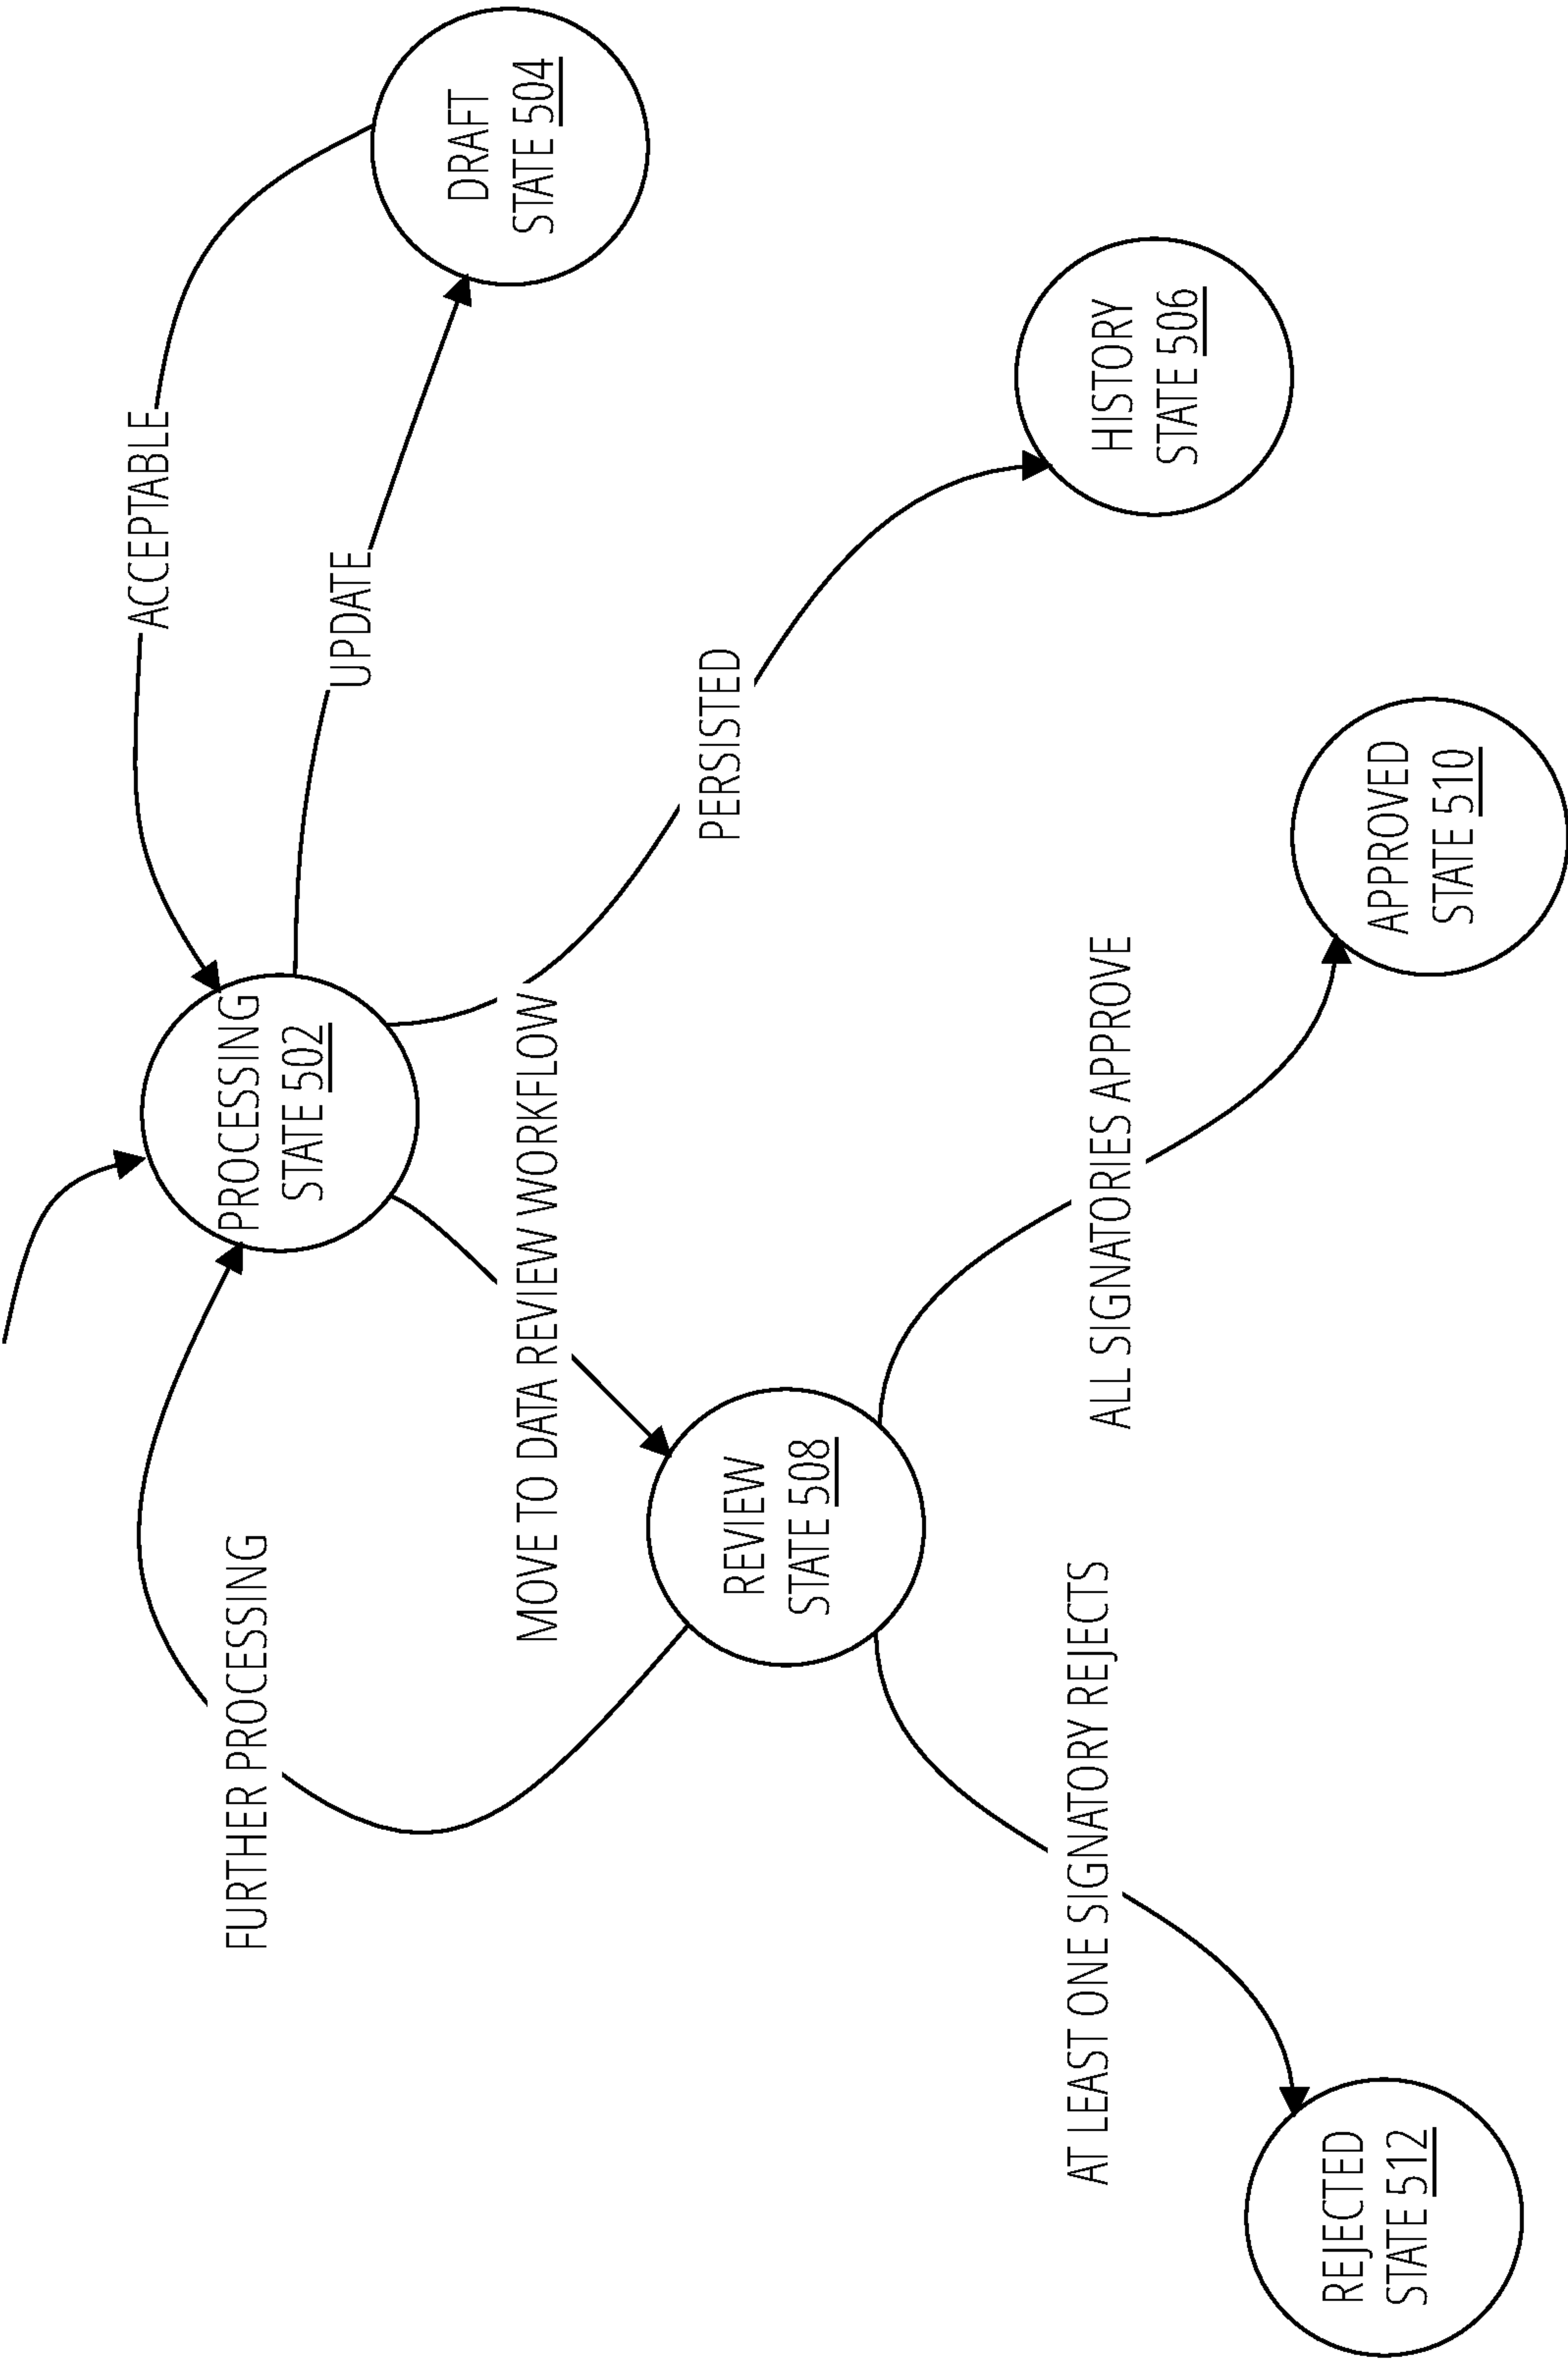 ACCEPTABLE
UPDATE
PROCESSING
STATE 502
DRAFT
STATE 504
FURTHER PROCESSING
MOVE TO DATA REVIEW WORKFLOW
PERSISTED
REVIEW
STATE 508
HISTORY
STATE 506
AT LEAST ONE SIGNATORY REJECTS
ALL SIGNATORIES APPROVE
REJECTED
STATE 512
APPROVED
STATE 510